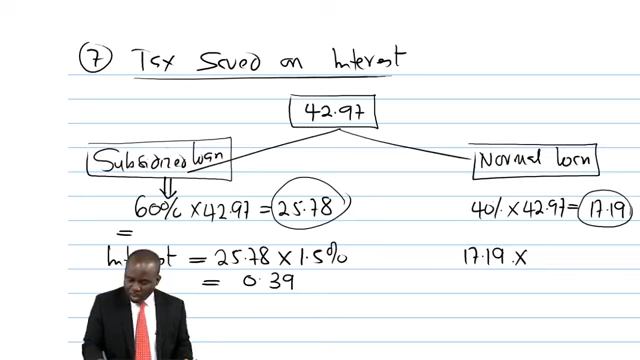 7 Tax Saved on Interest
42.97
Subsidized loan
Normal loan
60% × 42.97 = 25.78
40% × 42.97 = 17.19
=
= 25.78 × 1.5%
17.19 ×
= 0.39